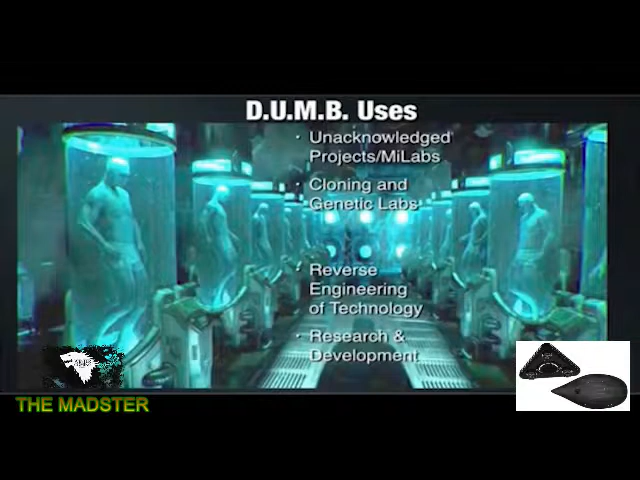 D.U.M.B. Uses
· Unacknowledged
Projects/MiLabs
· Cloning and
Genetic Labs
· Reverse
Engineering
of Technology
· Research &
Development
THE MADSTER